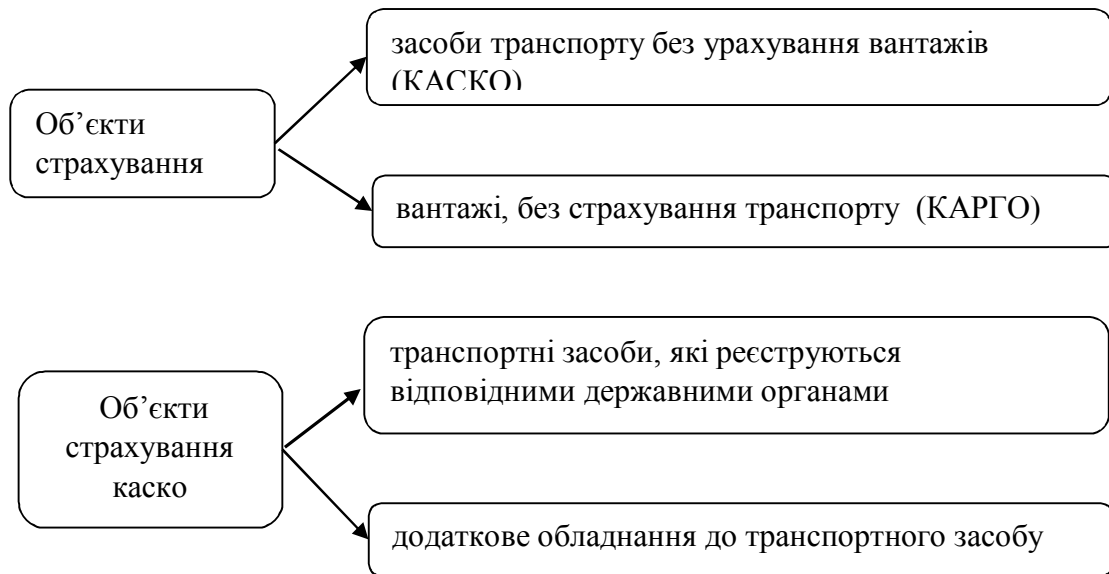 засоби транспорту без урахування вантажів
(КАСКО)
Об’єкти
страхування
вантажі, без страхування транспорту (КАРГО)
транспортні засоби, які реєструються
відповідними державними органами
Об’єкти
страхування
каско
додаткове обладнання до транспортного засобу